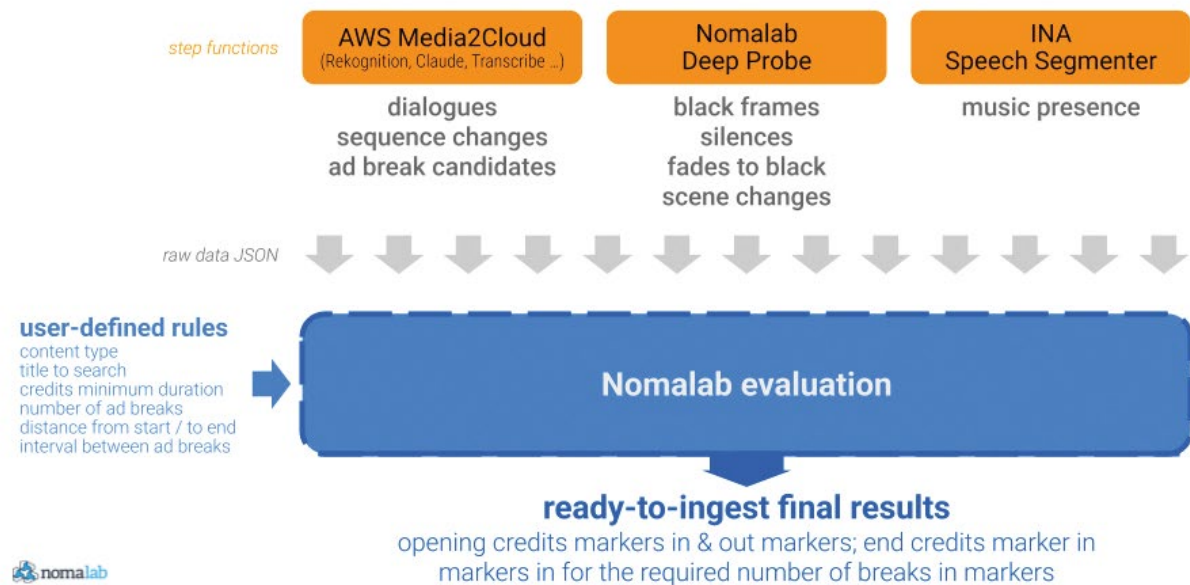 step functions
AWS Media2Cloud
(Rekognition, Claude, Transcribe ...)
Nomalab
Deep Probe
INA
Speech Segmenter
dialogues
sequence changes
ad break candidates
black frames
silences
fades to black
scene changes
music presence
raw data JSON
user-defined rules
content type
title to search
credits minimum duration
number of ad breaks
distance from start / to end
interval between ad breaks
Nomalab evaluation
ready-to-ingest final results
opening credits markers in & out markers; end credits marker in
markers in for the required number of breaks in markers
nomalab